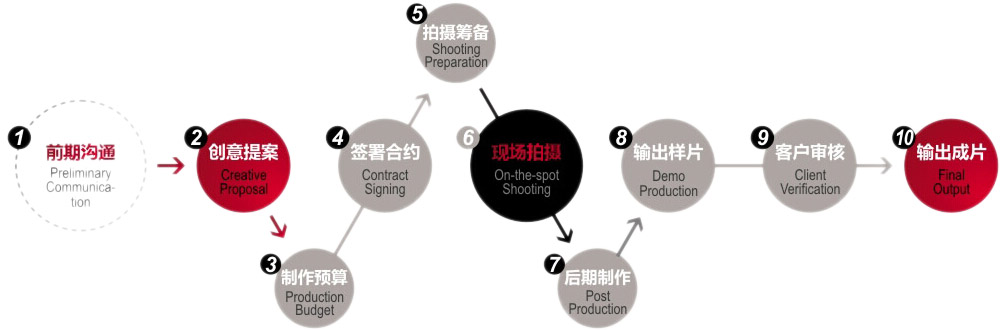 1
前期沟通
Preliminary
Communica-
tion
2
创意提案
Creative
Proposal
3
制作预算
Production
Budget
4
签署合约
Contract
Signing
5
拍摄筹备
Shooting
Preparation
6
现场拍摄
On-the-spot
Shooting
7
后期制作
Post
Production
8
输出样片
Demo
Production
9
客户审核
Client
Verification
10
输出成片
Final
Output